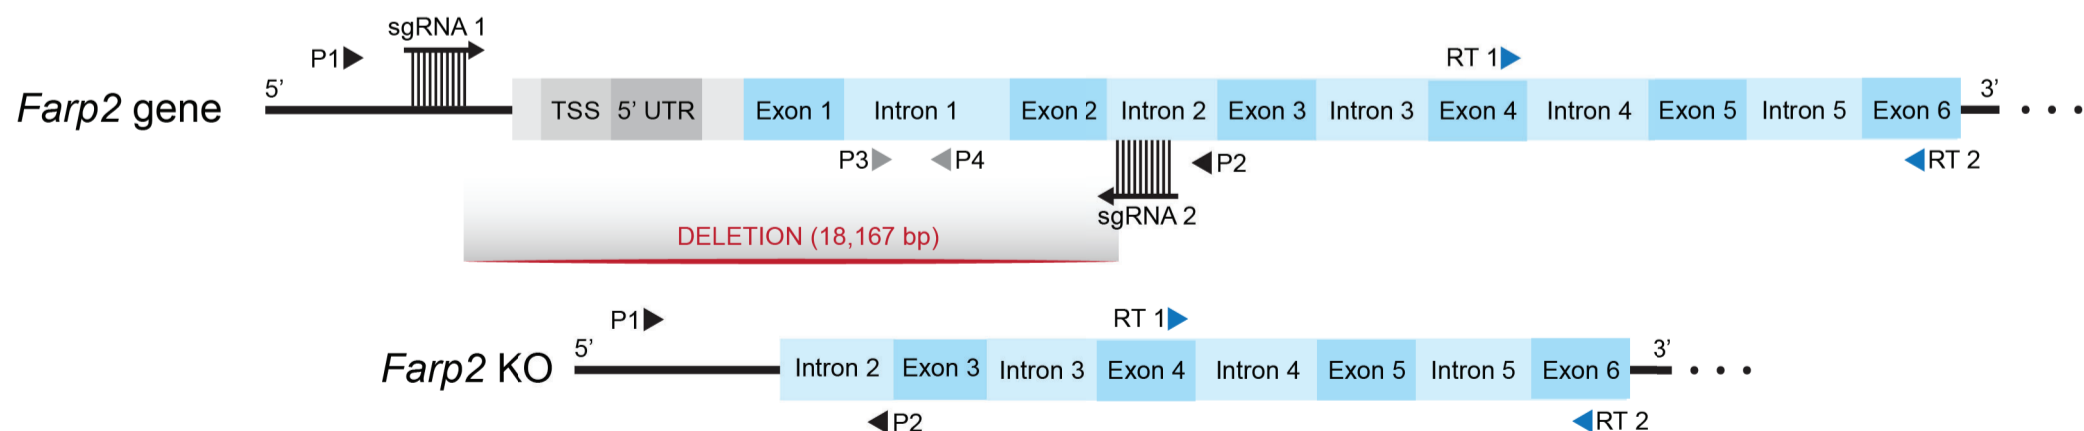 sgRNA 1
P1
RT 1
5’
3’
Farp2 gene
TSS
5’ UTR
Exon 1
Intron 1
Exon 2
Intron 2
Exon 3
Intron 3
Exon 4
Intron 4
Exon 5
Intron 5
Exon 6
P3
P4
P2
RT 2
sgRNA 2
DELETION (18,167 bp)
P1
RT 1
5’
3’
Farp2 KO
Intron 2
Exon 3
Intron 3
Exon 4
Intron 4
Exon 5
Intron 5
Exon 6
P2
RT 2